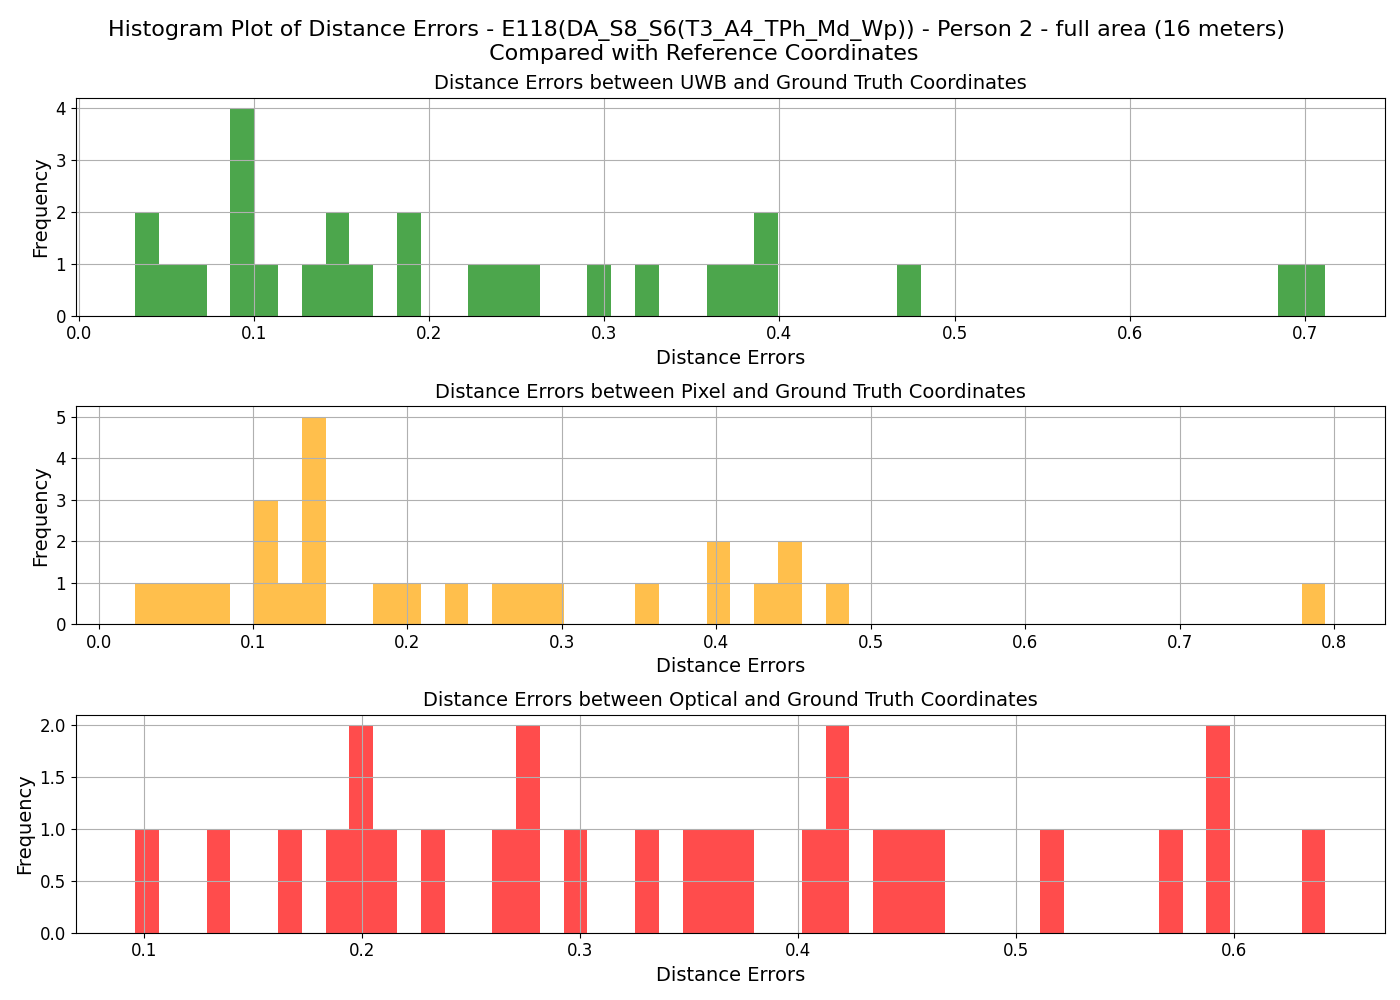 Histogram Plot of Distance Errors - E118(DA_S8_S6(T3_A4_TPh_Md_Wp)) - Person 2 - full area (16 meters)
Compared with Reference Coordinates
Distance Errors between UWB and Ground Truth Coordinates
Frequency
4
3
2
1
0
0.0 0.1 0.2 0.3 0.4 0.5 0.6 0.7
Distance Errors
Distance Errors between Pixel and Ground Truth Coordinates
Frequency
5
4
3
2
1
0
0.0 0.1 0.2 0.3 0.4 0.5 0.6 0.7 0.8
Distance Errors
Distance Errors between Optical and Ground Truth Coordinates
Frequency
2.0
1.5
1.0
0.5
0.0
0.1 0.2 0.3 0.4 0.5 0.6
Distance Errors